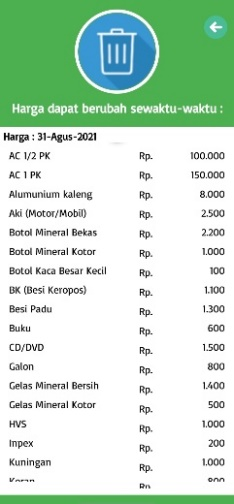 Harga dapat berubah sewaktu-waktu :
Harga : 31-Agus-2021
AC 1/2 PK Rp. 100.000
AC 1 PK Rp. 150.000
Alumunium kaleng Rp. 8.000
Aki (Motor/Mobil) Rp. 2.500
Botol Mineral Bekas Rp. 2.200
Botol Mineral Kotor Rp. 1.000
Botol Kaca Besar Kecil Rp. 100
BK (Besi Keropos) Rp. 1.100
Besi Padu Rp. 1.300
Buku Rp. 600
CD/DVD Rp. 1.500
Galon Rp. 800
Gelas Mineral Bersih Rp. 1.400
Gelas Mineral Kotor Rp. 500
HVS Rp. 1.000
Inpex Rp. 200
Kuningan Rp. 1.000
Koran Rp. 800